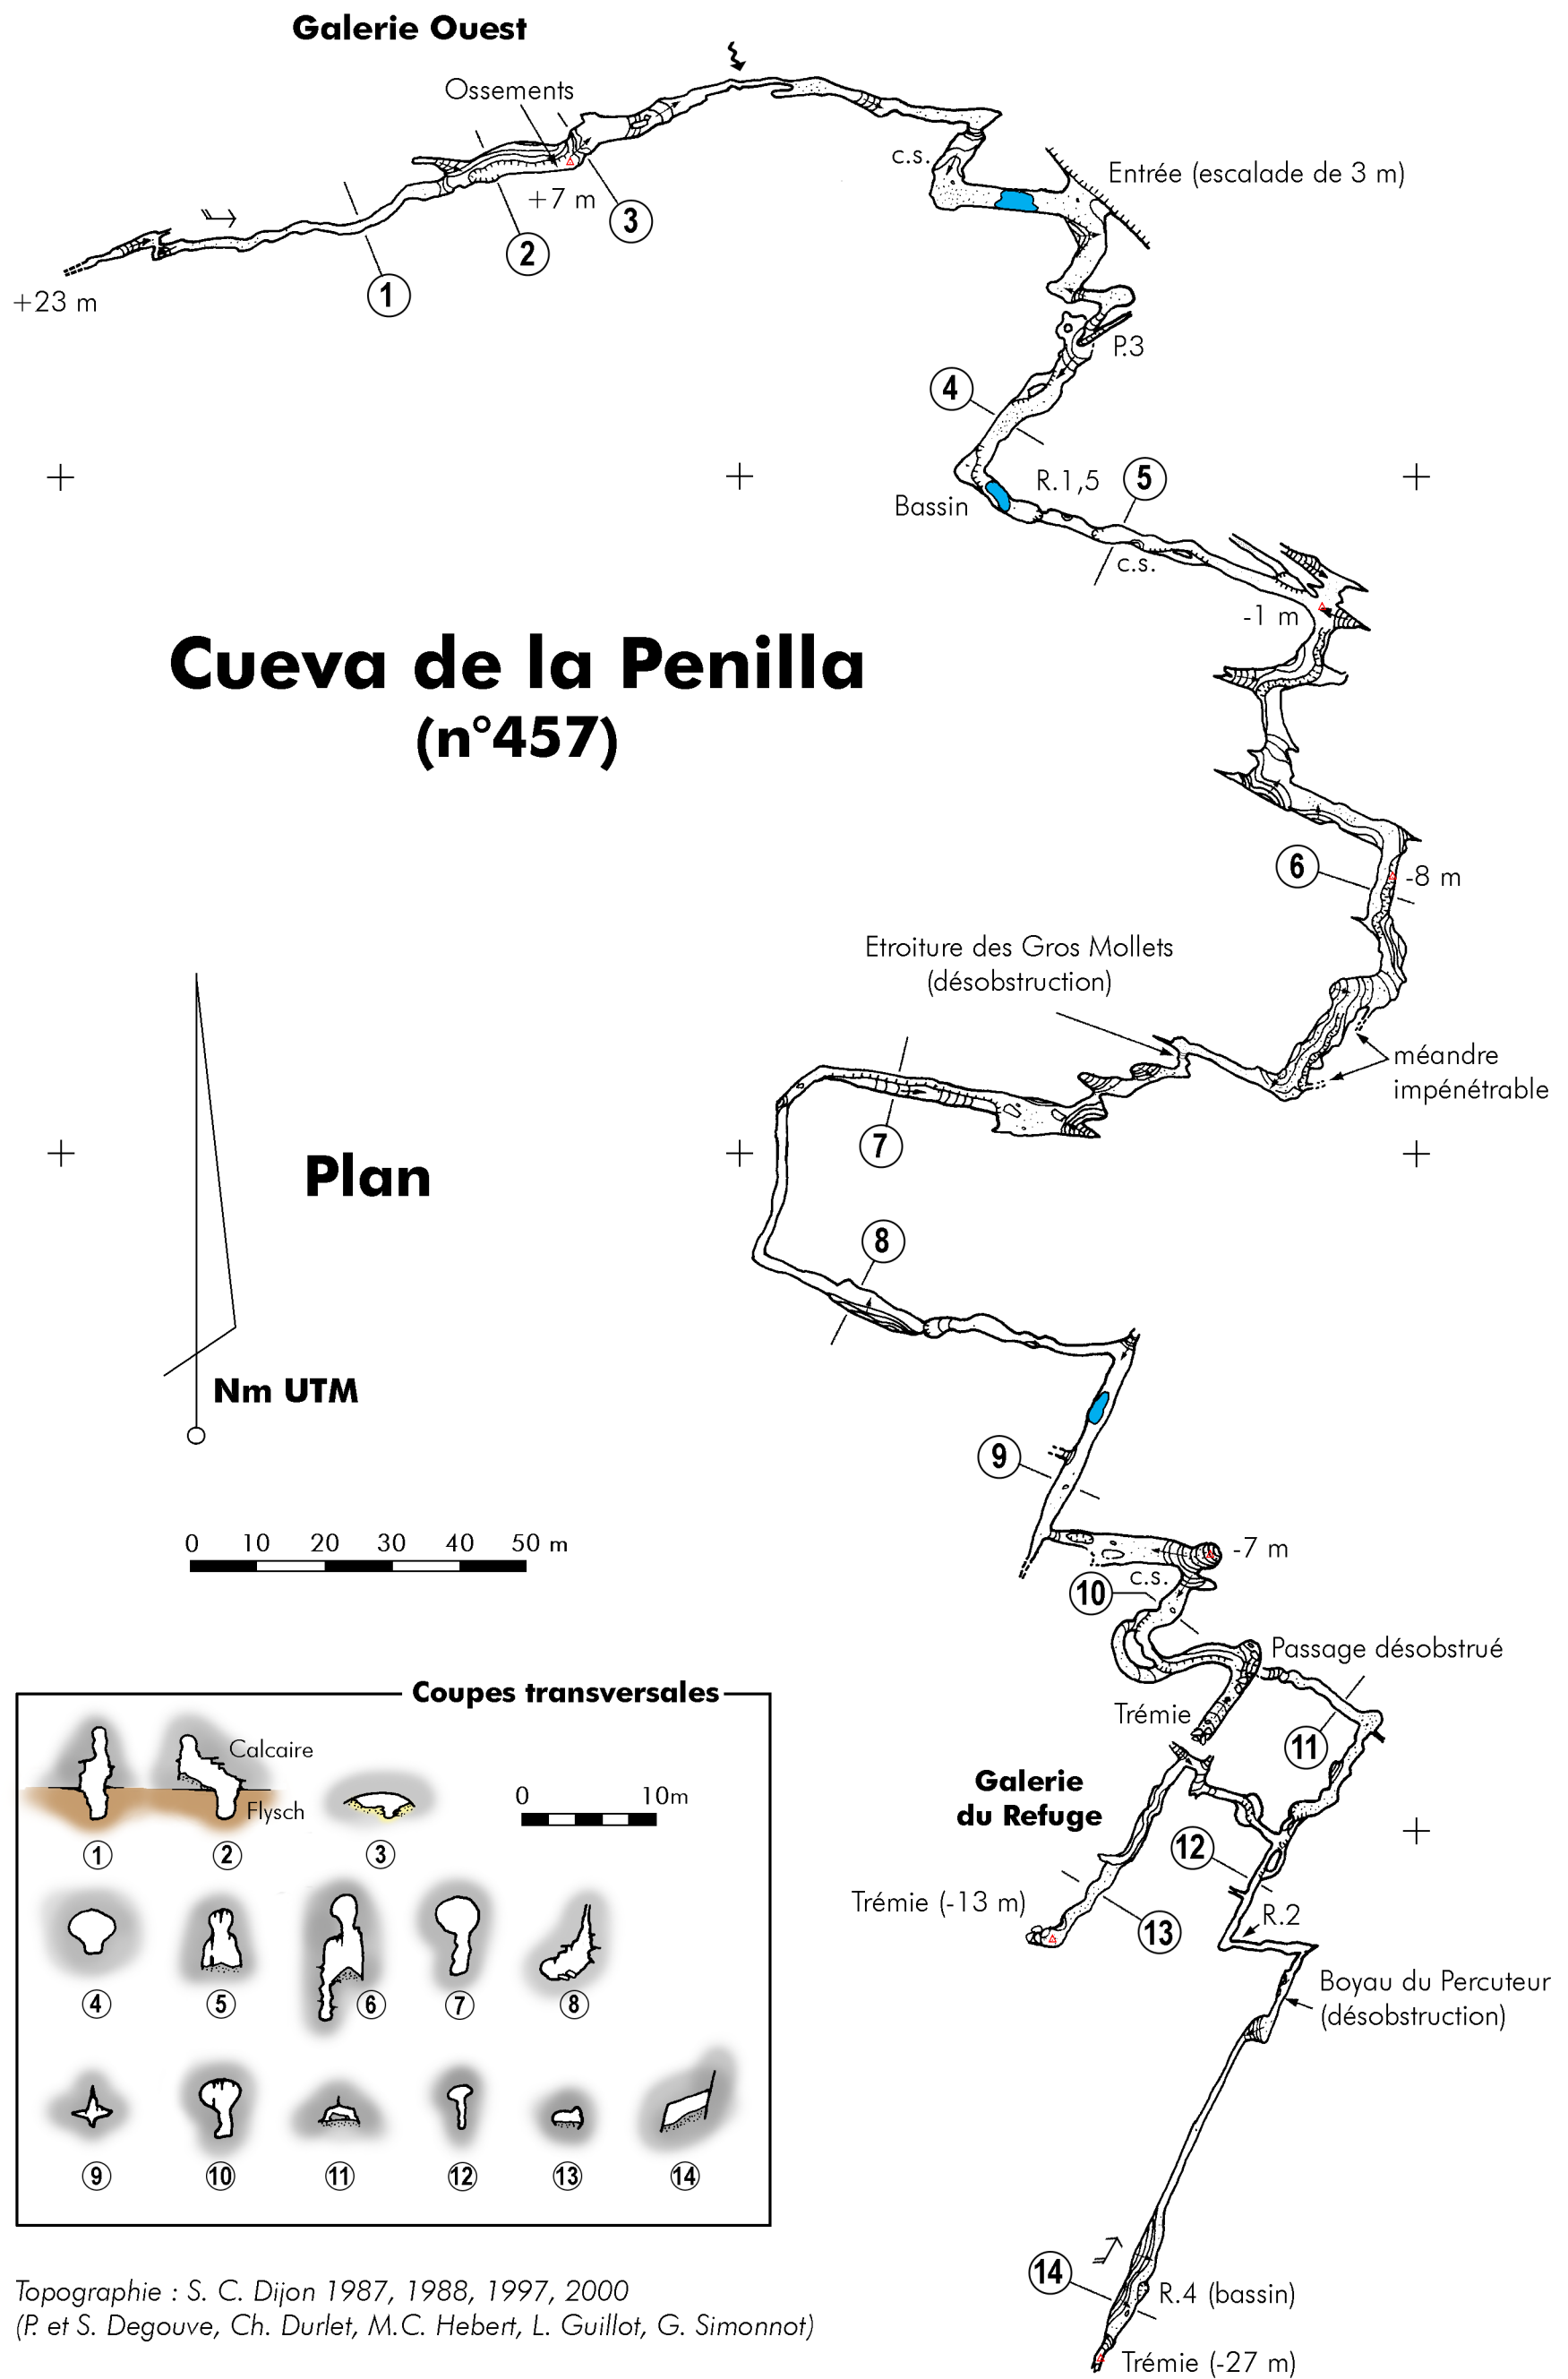 Galerie Ouest
Ossements
c.s.
Entrée (escalade de 3 m)
+7 m
3
2
1
+23 m
P.3
4
R.1,5
5
Bassin
c.s.
-1 m
Cueva de la Penilla
(n°457)
6
-8 m
Etroiture des Gros Mollets
(désobstruction)
méandre
impénétrable
7
Plan
8
Nm UTM
9
0 10 20 30 40 50 m
-7 m
c.s.
10
Passage désobstrué
Trémie
11
Galerie
du Refuge
12
Trémie (-13 m)
R.2
13
Boyau du Percuteur
(désobstruction)
14
R.4 (bassin)
Trémie (-27 m)
Coupes transversales
Calcaire
Flysch
0 10m
1 2 3
4 5 6 7 8
9 10 11 12 13 14
Topographie : S. C. Dijon 1987, 1988, 1997, 2000
(P. et S. Degouve, Ch. Durlet, M.C. Hebert, L. Guillot, G. Simonnot)